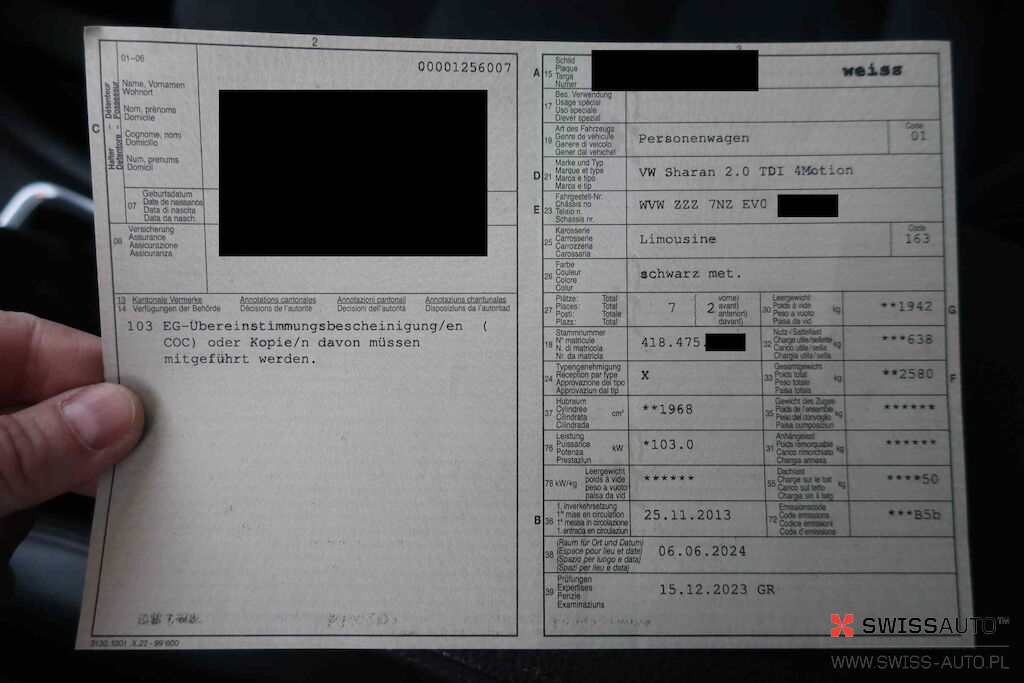 2
01–06
00001256007
Halter - Détenteur
Detentore - Possessur
C
Name, Vornamen
Wohnort
Nom, prénoms
Domicile
Cognome, nomi
Domicilio
Num, prenums
Domicil
07
Geburtsdatum
Date de naissance
Data di nascita
Data da nasch.
09
Versicherung
Assurance
Assicurazione
Assicuranza
13 Kantonale Vermerke Annotations cantonales Annotazioni cantonali Annotaziuns chantunalas
14 Verfügungen der Behörde Décisions de l'autorité Decisioni dell'autorità Disposiziuns da l'autoritad
103 EG-Übereinstimmungsbescheinigung/en (
COC) oder Kopie/n davon müssen
mitgeführt werden.
3130.1001 X.22 - 99'600
A 15
Schild
Plaque
Targa
Numer
weiss
17
Bes. Verwendung
Usage spécial
Uso speciale
Diever spezial
19
Art des Fahrzeugs
Genre de véhicule
Genere di veicolo
Gener dal vehichel
Personenwagen
Code
01
D 21
Marke und Typ
Marque et type
Marca e tipo
Marca e tip
VW Sharan 2.0 TDI 4Motion
E 23
Fahrgestell-Nr.
Châssis no
Telaio n.
Schassis nr.
WVW ZZZ 7NZ EV0
25
Karosserie
Carrosserie
Carrozzeria
Carossaria
Limousine
Code
163
26
Farbe
Couleur
Colore
Colur
schwarz met.
27
Plätze: Total
Places: Total
Posti: Totale
Plazs: Total
7
{ 2
vorne)
avant)
anteriori)
davant)
30
Leergewicht
Poids à vide
Peso a vuoto
Paisa da vid
kg
**1942
G
18
Stammnummer
N° matricule
N. di matricola
Nr. da matricla
418.475.
32
Nutz-/Sattellast
Charge utile/sellette
Carico utile/sella
Chargia utila/sella
kg
***638
24
Typengenehmigung
Réception par type
Approvazione del tipo
Approvaziun dal tip
X
33
Gesamtgewicht
Poids total
Peso totale
Paisa totala
kg
**2580
F
37
Hubraum
Cylindrée
Cilindrata
Cilindrada
cm³
**1968
35
Gewicht des Zuges
Poids de l'ensemble
Peso del convoglio
Paisa cumposiziun
kg
******
76
Leistung
Puissance
Potenza
Prestaziun
kW
*103.0
31
Anhängelast
Poids remorquable
Carico rimorchiato
Chargia annexa
kg
******
78 kW/kg
Leergewicht
poids à vide
peso a vuoto
paisa da vid
******
55
Dachlast
Charge sur le toit
Carico sul tetto
Chargia sin il tetg
kg
****50
B 36
1. Inverkehrsetzung
1re mise en circulation
1a messa in circolazione
1. entrada en circulaziun
25.11.2013
72
Emissionscode
Code émissions
Codice emissioni
Code d'emissiuns
***B5b
38
(Raum für Ort und Datum)
(Espace pour lieu et date)
(Spazio per luogo e data)
(Spazi per lieu e data)
06.06.2024
39
Prüfungen
Expertises
Perizie
Examinaziuns
15.12.2023 GR
SWISSAUTO™
WWW.SWISS-AUTO.PL